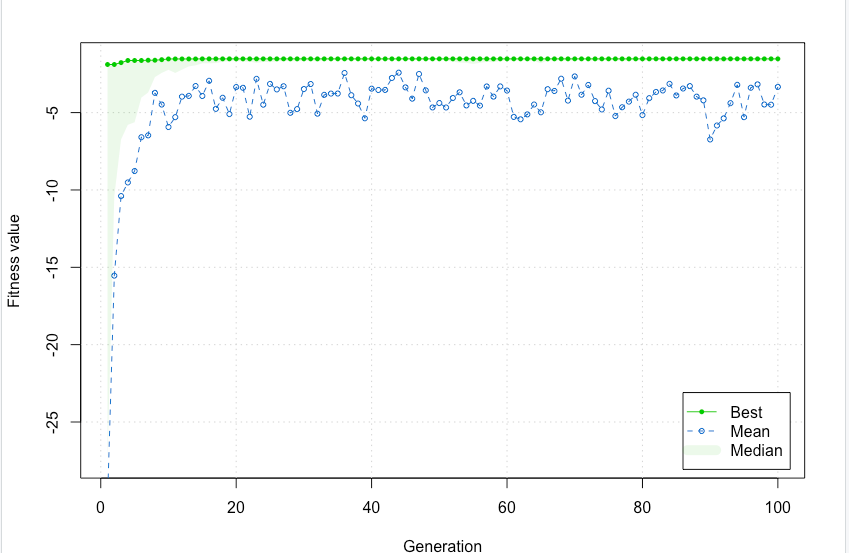 -5
-10
-15
-20
-25
Fitness value
0 20 40 60 80 100
Generation
Best
Mean
Median